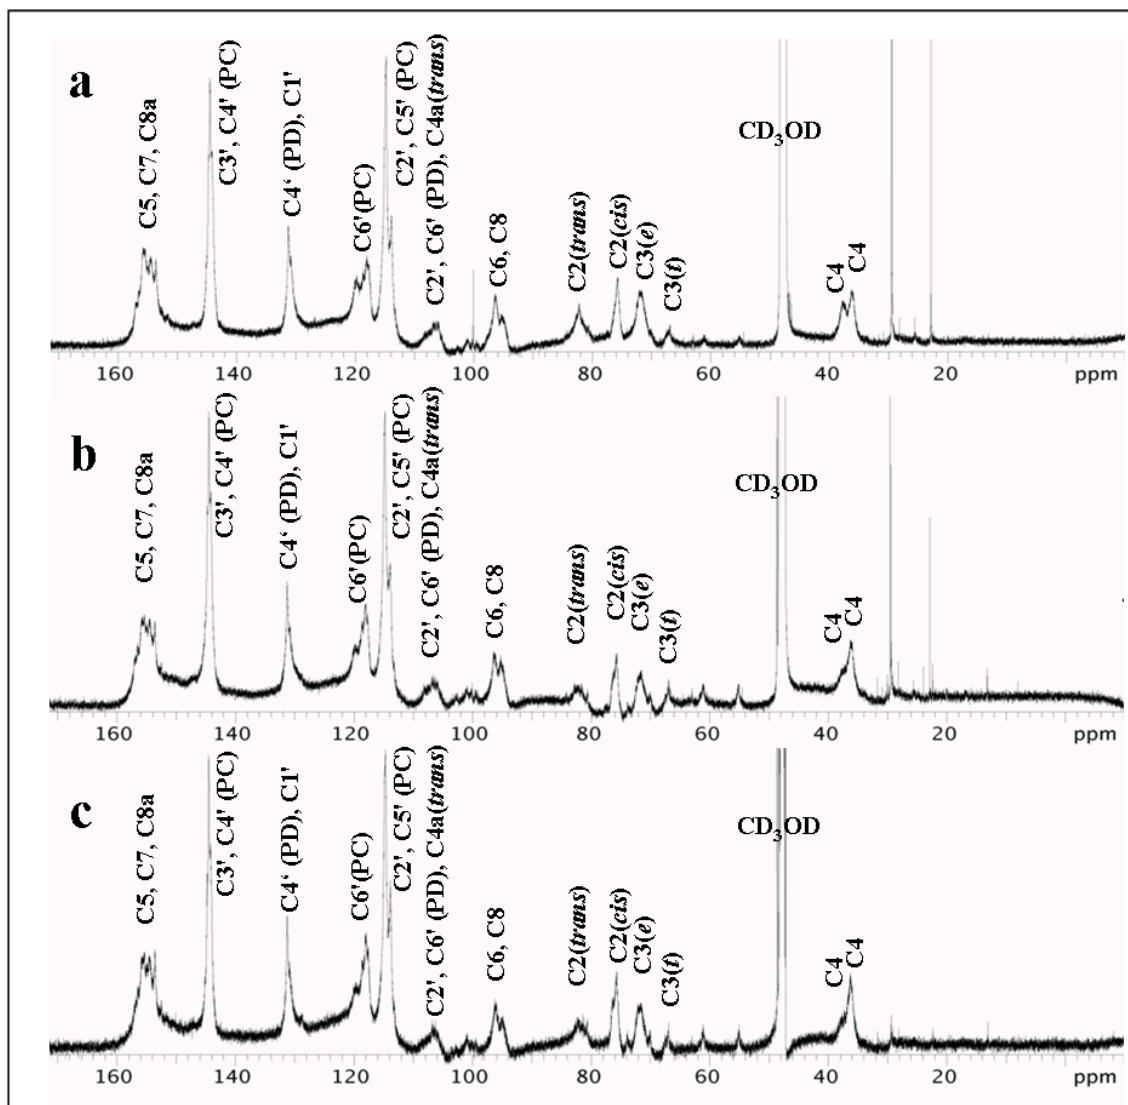 a
C5, C7, C8a
C3', C4' (PC)
C4‘ (PD), C1'
C6'(PC)
C2', C5' (PC)
C2', C6' (PD), C4a(trans)
C6, C8
C2(trans)
C2(cis)
C3(e)
C3(t)
CD3OD
C4
C4
160 140 120 100 80 60 40 20 ppm
b
C5, C7, C8a
C3', C4' (PC)
C4‘ (PD), C1'
C6'(PC)
C2', C5' (PC)
C2', C6' (PD), C4a(trans)
C6, C8
C2(trans)
C2(cis)
C3(e)
C3(t)
CD3OD
C4
C4
160 140 120 100 80 60 40 20 ppm
c
C5, C7, C8a
C3', C4' (PC)
C4‘ (PD), C1'
C6'(PC)
C2', C5' (PC)
C2', C6' (PD), C4a(trans)
C6, C8
C2(trans)
C2(cis)
C3(e)
C3(t)
CD3OD
C4
C4
160 140 120 100 80 60 40 20 ppm